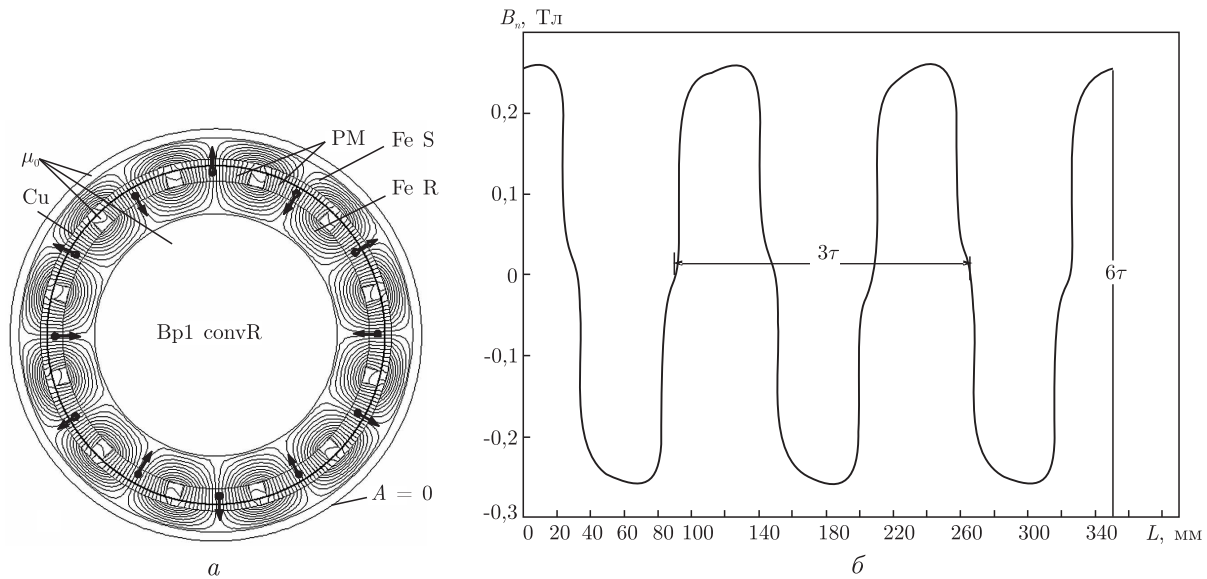 μ₀
Cu
PM
Fe S
Fe R
Bp1 convR
A = 0
а
Bₙ, Тл
0,2
0,1
0
-0,1
-0,2
-0,3
3τ
6τ
0 20 40 60 80 100 140 180 220 260 300 340 L, мм
б